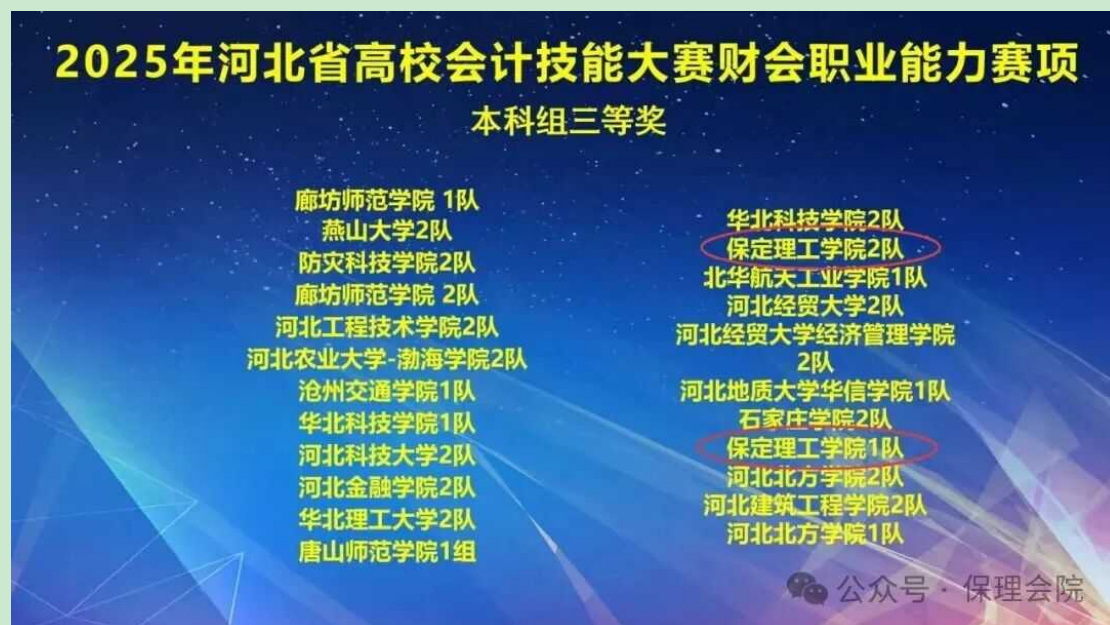 2025年河北省高校会计技能大赛财会职业能力赛项
本科组三等奖
廊坊师范学院 1队
燕山大学2队
防灾科技学院2队
廊坊师范学院 2队
河北工程技术学院2队
河北农业大学-渤海学院2队
沧州交通学院1队
华北科技学院1队
河北科技大学2队
河北金融学院2队
华北理工大学2队
唐山师范学院1组
华北科技学院2队
保定理工学院2队
北华航天工业学院1队
河北经贸大学2队
河北经贸大学经济管理学院
2队
河北地质大学华信学院1队
石家庄学院2队
保定理工学院1队
河北北方学院2队
河北建筑工程学院2队
河北北方学院1队
公众号 · 保理会院